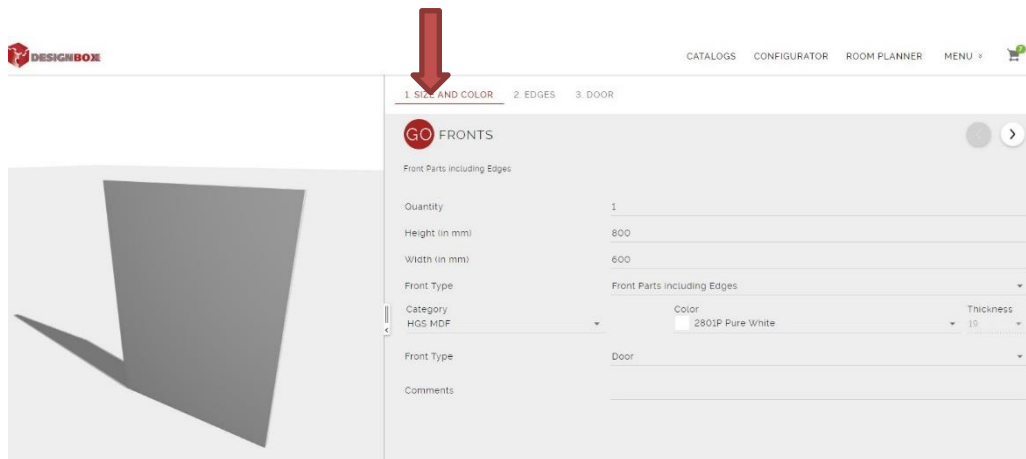 DESIGNBOX
CATALOGS CONFIGURATOR ROOM PLANNER MENU
1. SIZE AND COLOR 2. EDGES 3. DOOR
GO FRONTS
Front Parts including Edges
Quantity 1
Height (in mm) 800
Width (in mm) 600
Front Type Front Parts including Edges
Category Color Thickness
HGS MDF 2801P Pure White 19
Front Type Door
Comments